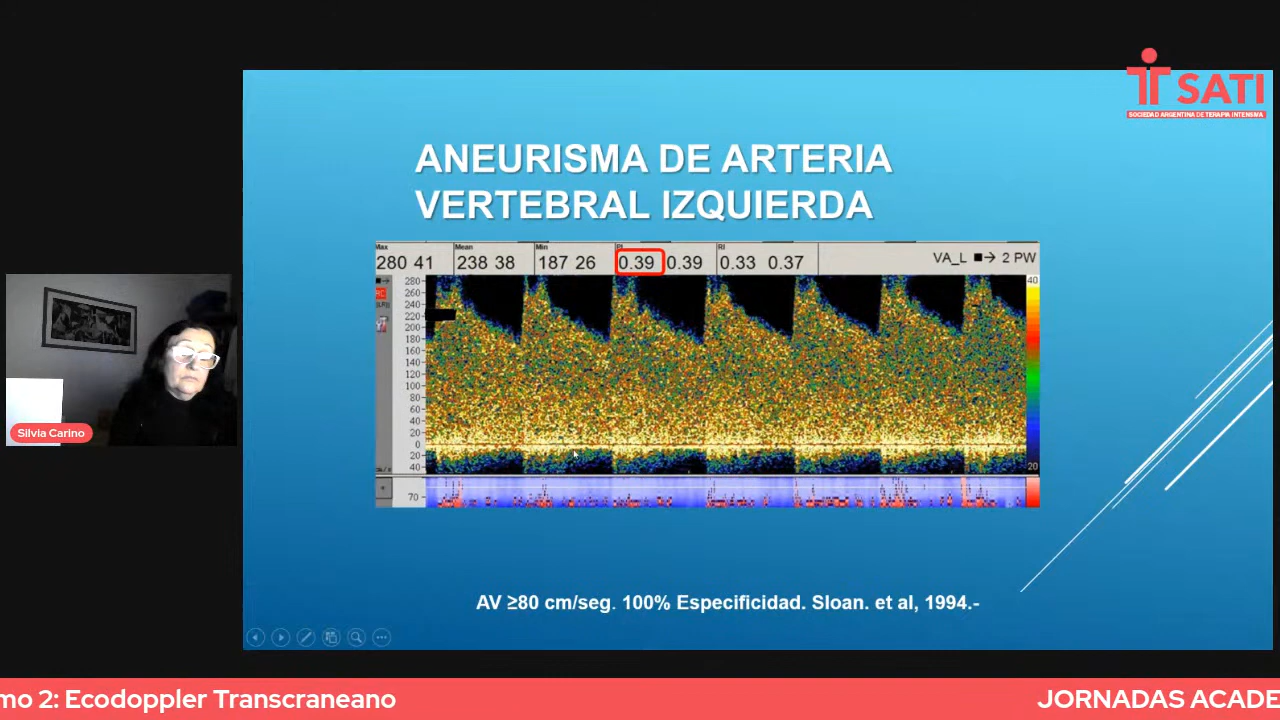 SATI
SOCIEDAD ARGENTINA DE TERAPIA INTENSIVA
ANEURISMA DE ARTERIA
VERTEBRAL IZQUIERDA
Max Mean Min PI RI
280 41 238 38 187 26 0.39 0.39 0.33 0.37 VA_L 2 PW
280 40
260
240
220
200
180
160
140
120
100
80
60
40
20
0
20
40 20
70
Silvia Carino
AV ≥80 cm/seg. 100% Especificidad. Sloan. et al, 1994.-
mo 2: Ecodoppler Transcraneano JORNADAS ACADE